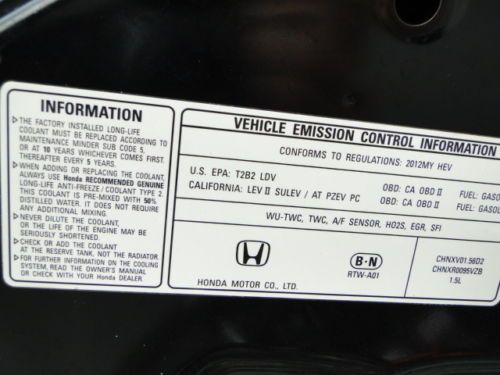 INFORMATION
▷ THE FACTORY INSTALLED LONG-LIFE
COOLANT MUST BE REPLACED ACCORDING TO
MAINTENANCE MINDER SUB CODE 5,
OR AT 10 YEARS WHICHEVER COMES FIRST.
THEREAFTER EVERY 5 YEARS.
▷ WHEN ADDING OR REPLACING THE COOLANT,
ALWAYS USE Honda RECOMMENDED GENUINE
LONG-LIFE ANTI-FREEZE / COOLANT TYPE 2.
THIS COOLANT IS PRE-MIXED WITH 50%
DISTILLED WATER. IT DOES NOT NEED
ANY ADDITIONAL MIXING.
▷ NEVER DILUTE THE COOLANT,
OR THE LIFE OF THE ENGINE MAY BE
SERIOUSLY SHORTENED.
▷ CHECK OR ADD THE COOLANT
AT THE RESERVE TANK, NOT THE RADIATOR
▷ FOR FURTHER INFORMATION ON THE COOLING
SYSTEM, READ THE OWNER'S MANUAL
OR CHECK WITH YOUR Honda DEALER
VEHICLE EMISSION CONTROL INFORMATION
CONFORMS TO REGULATIONS: 2012MY HEV
U.S. EPA: T2B2 LDV OBD: CA OBD II FUEL: GASO
CALIFORNIA: LEV II SULEV / AT PZEV PC OBD: CA OBD II FUEL: GASOL
WU-TWC, TWC, A/F SENSOR, HO2S, EGR, SFI
HONDA MOTOR CO., LTD.
B·N
RTW-A01
CHNXV01.56D2
CHNXR0095VZB
1.5L